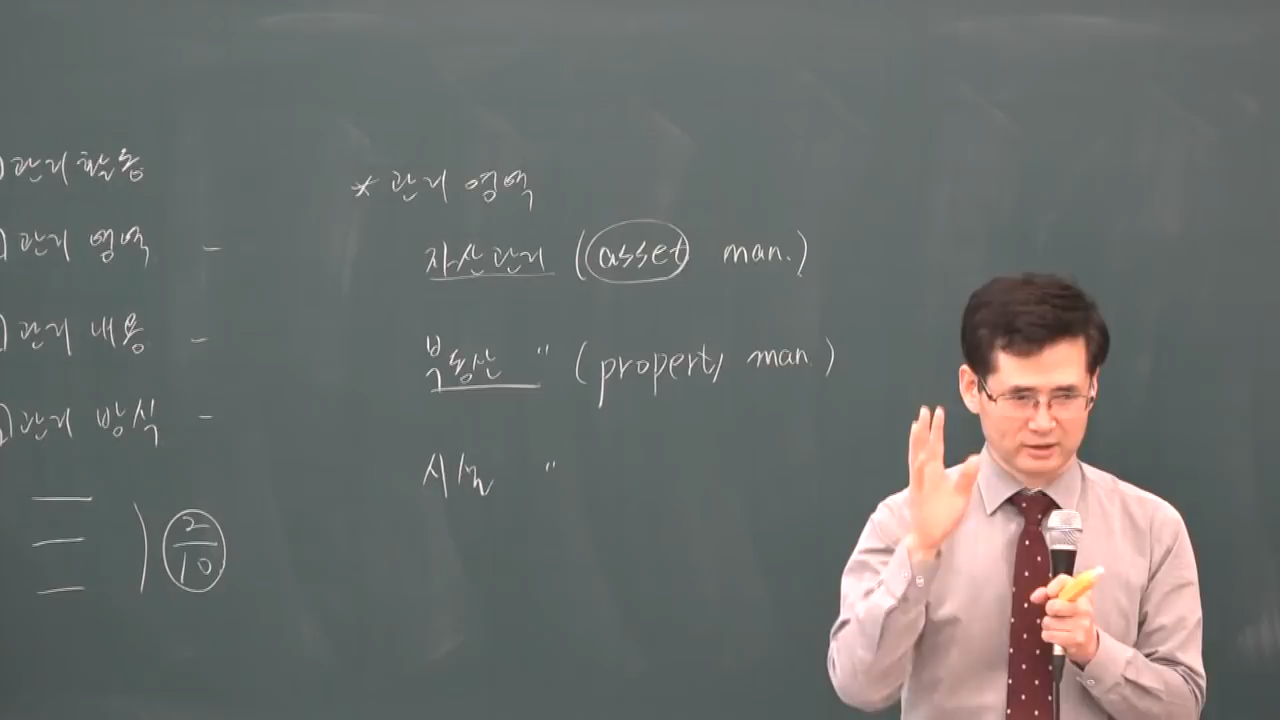 ) 관리 활동
) 관리 영역 -
) 관리 내용 -
) 관리 방식 -
) 2/10
* 관리 영역
자산관리 (asset man.)
부동산 " (property man.)
시설 "